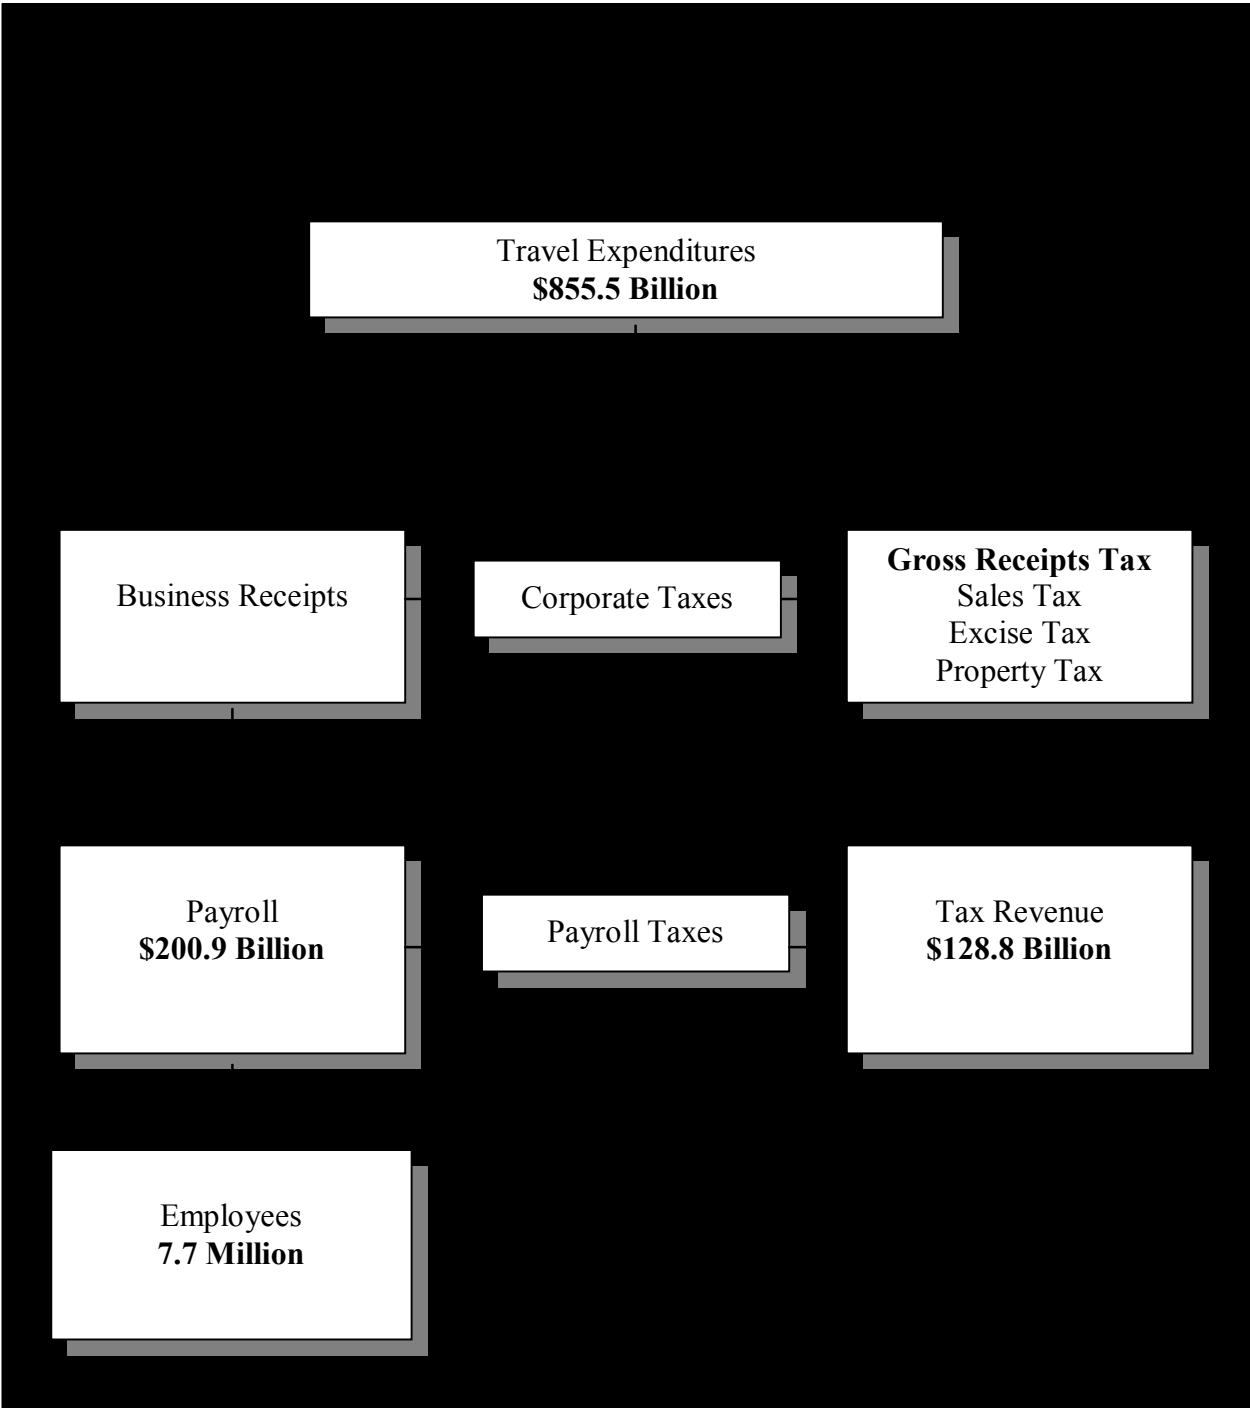 Travel Expenditures
$855.5 Billion
Business Receipts
Corporate Taxes
Gross Receipts Tax
Sales Tax
Excise Tax
Property Tax
Payroll
$200.9 Billion
Payroll Taxes
Tax Revenue
$128.8 Billion
Employees
7.7 Million